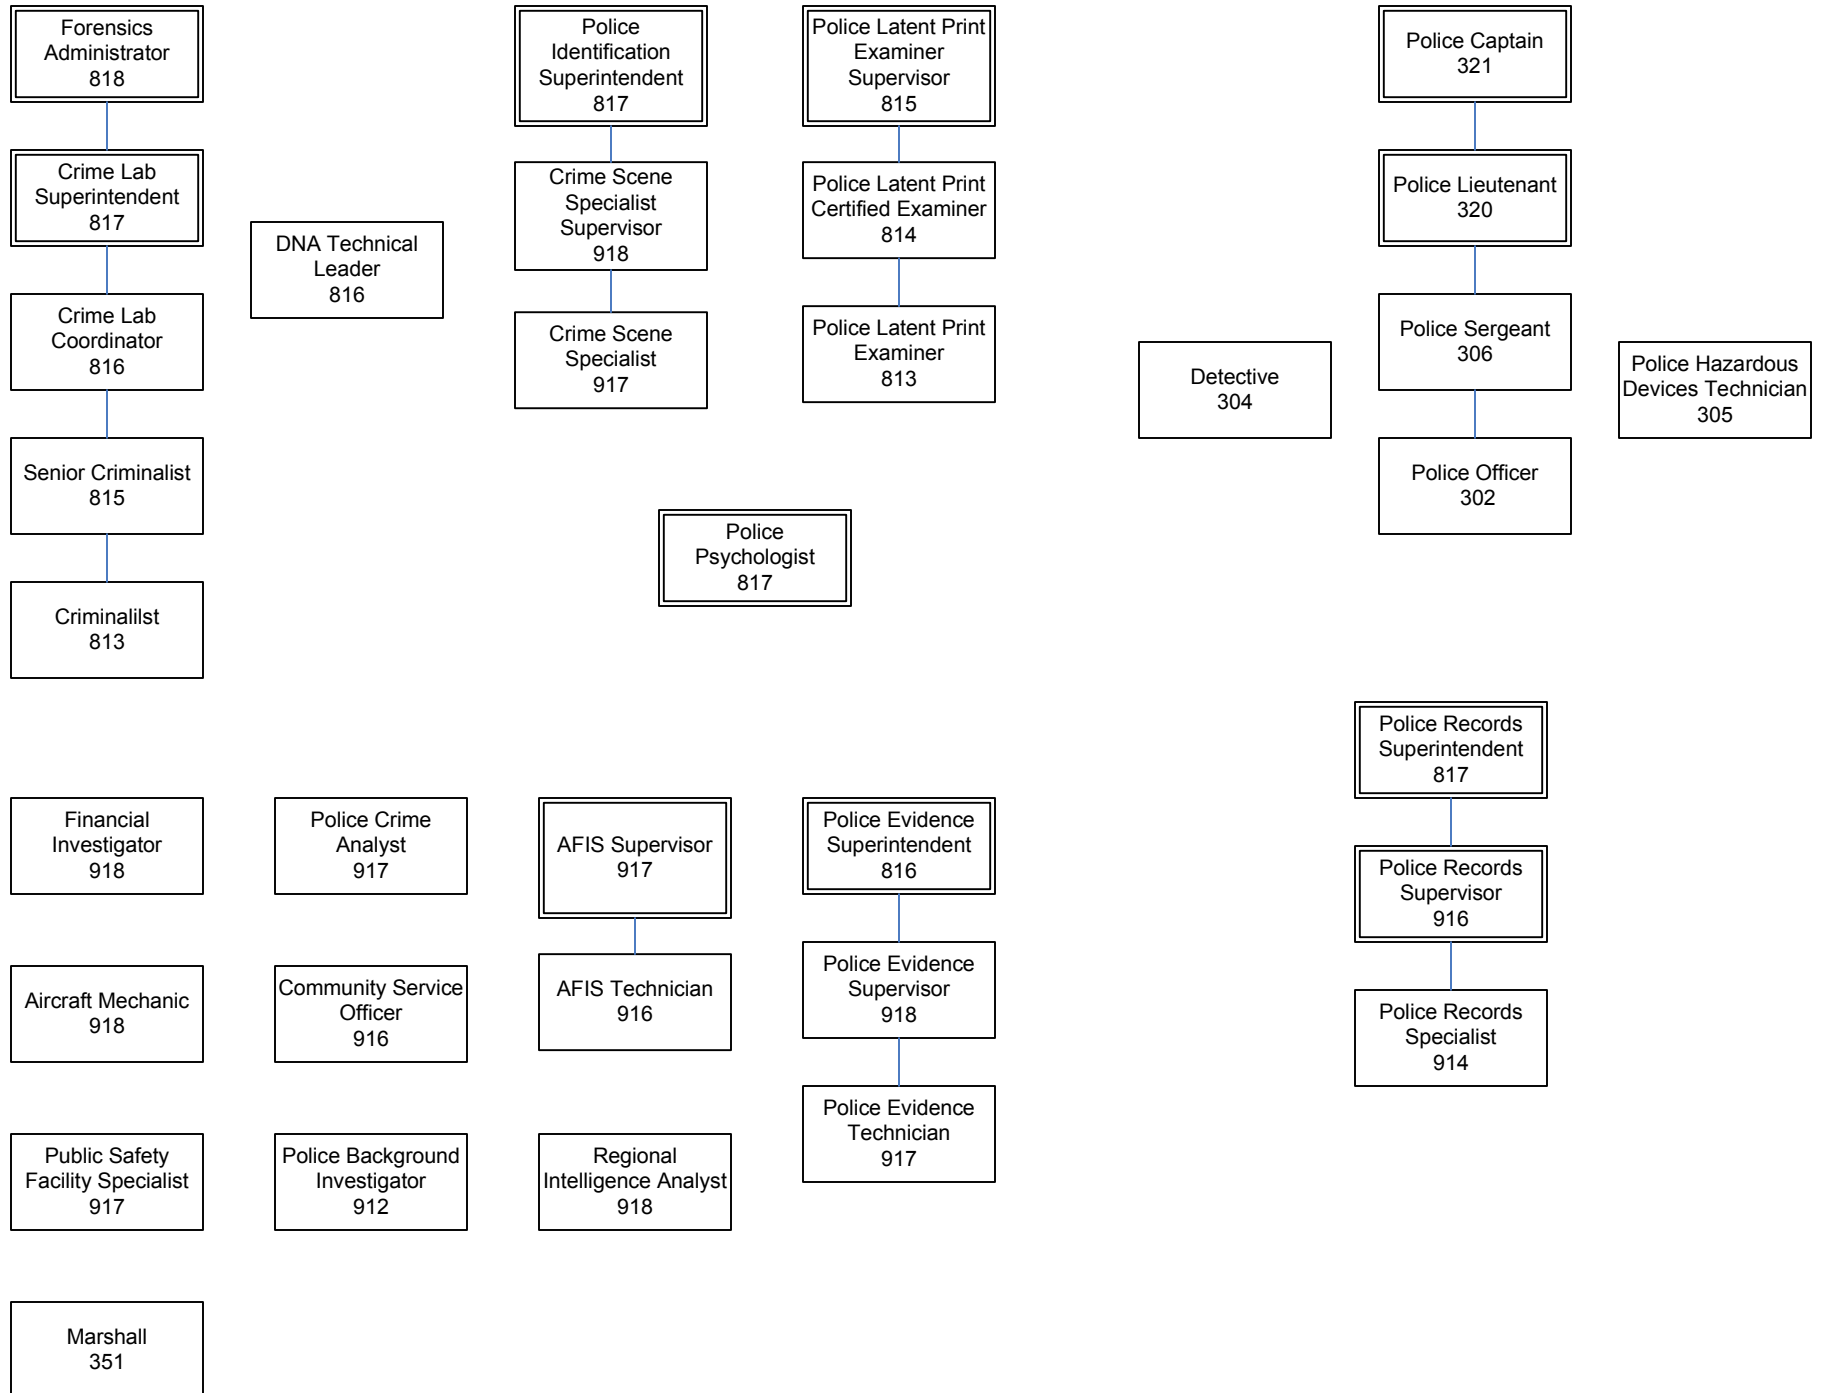 Forensics
Administrator
818
Crime Lab
Superintendent
817
Crime Lab
Coordinator
816
Senior Criminalist
815
Criminalilst
813
DNA Technical
Leader
816
Police
Identification
Superintendent
817
Crime Scene
Specialist
Supervisor
918
Crime Scene
Specialist
917
Police Latent Print
Examiner
Supervisor
815
Police Latent Print
Certified Examiner
814
Police Latent Print
Examiner
813
Police
Psychologist
817
Police Captain
321
Police Lieutenant
320
Police Sergeant
306
Police Officer
302
Detective
304
Police Hazardous
Devices Technician
305
Financial
Investigator
918
Police Crime
Analyst
917
AFIS Supervisor
917
AFIS Technician
916
Police Evidence
Superintendent
816
Police Evidence
Supervisor
918
Police Evidence
Technician
917
Police Records
Superintendent
817
Police Records
Supervisor
916
Police Records
Specialist
914
Aircraft Mechanic
918
Community Service
Officer
916
Public Safety
Facility Specialist
917
Police Background
Investigator
912
Regional
Intelligence Analyst
918
Marshall
351